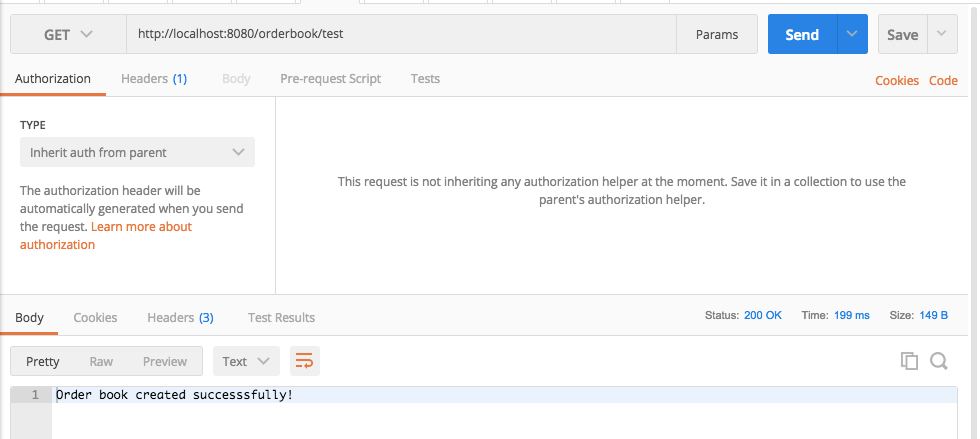 GET http://localhost:8080/orderbook/test Params Send Save
Authorization Headers (1) Body Pre-request Script Tests Cookies Code
TYPE
Inherit auth from parent
The authorization header will be
automatically generated when you send
the request. Learn more about
authorization
This request is not inheriting any authorization helper at the moment. Save it in a collection to use the
parent's authorization helper.
Body Cookies Headers (3) Test Results Status: 200 OK Time: 199 ms Size: 149 B
Pretty Raw Preview Text
1 Order book created successsfully!